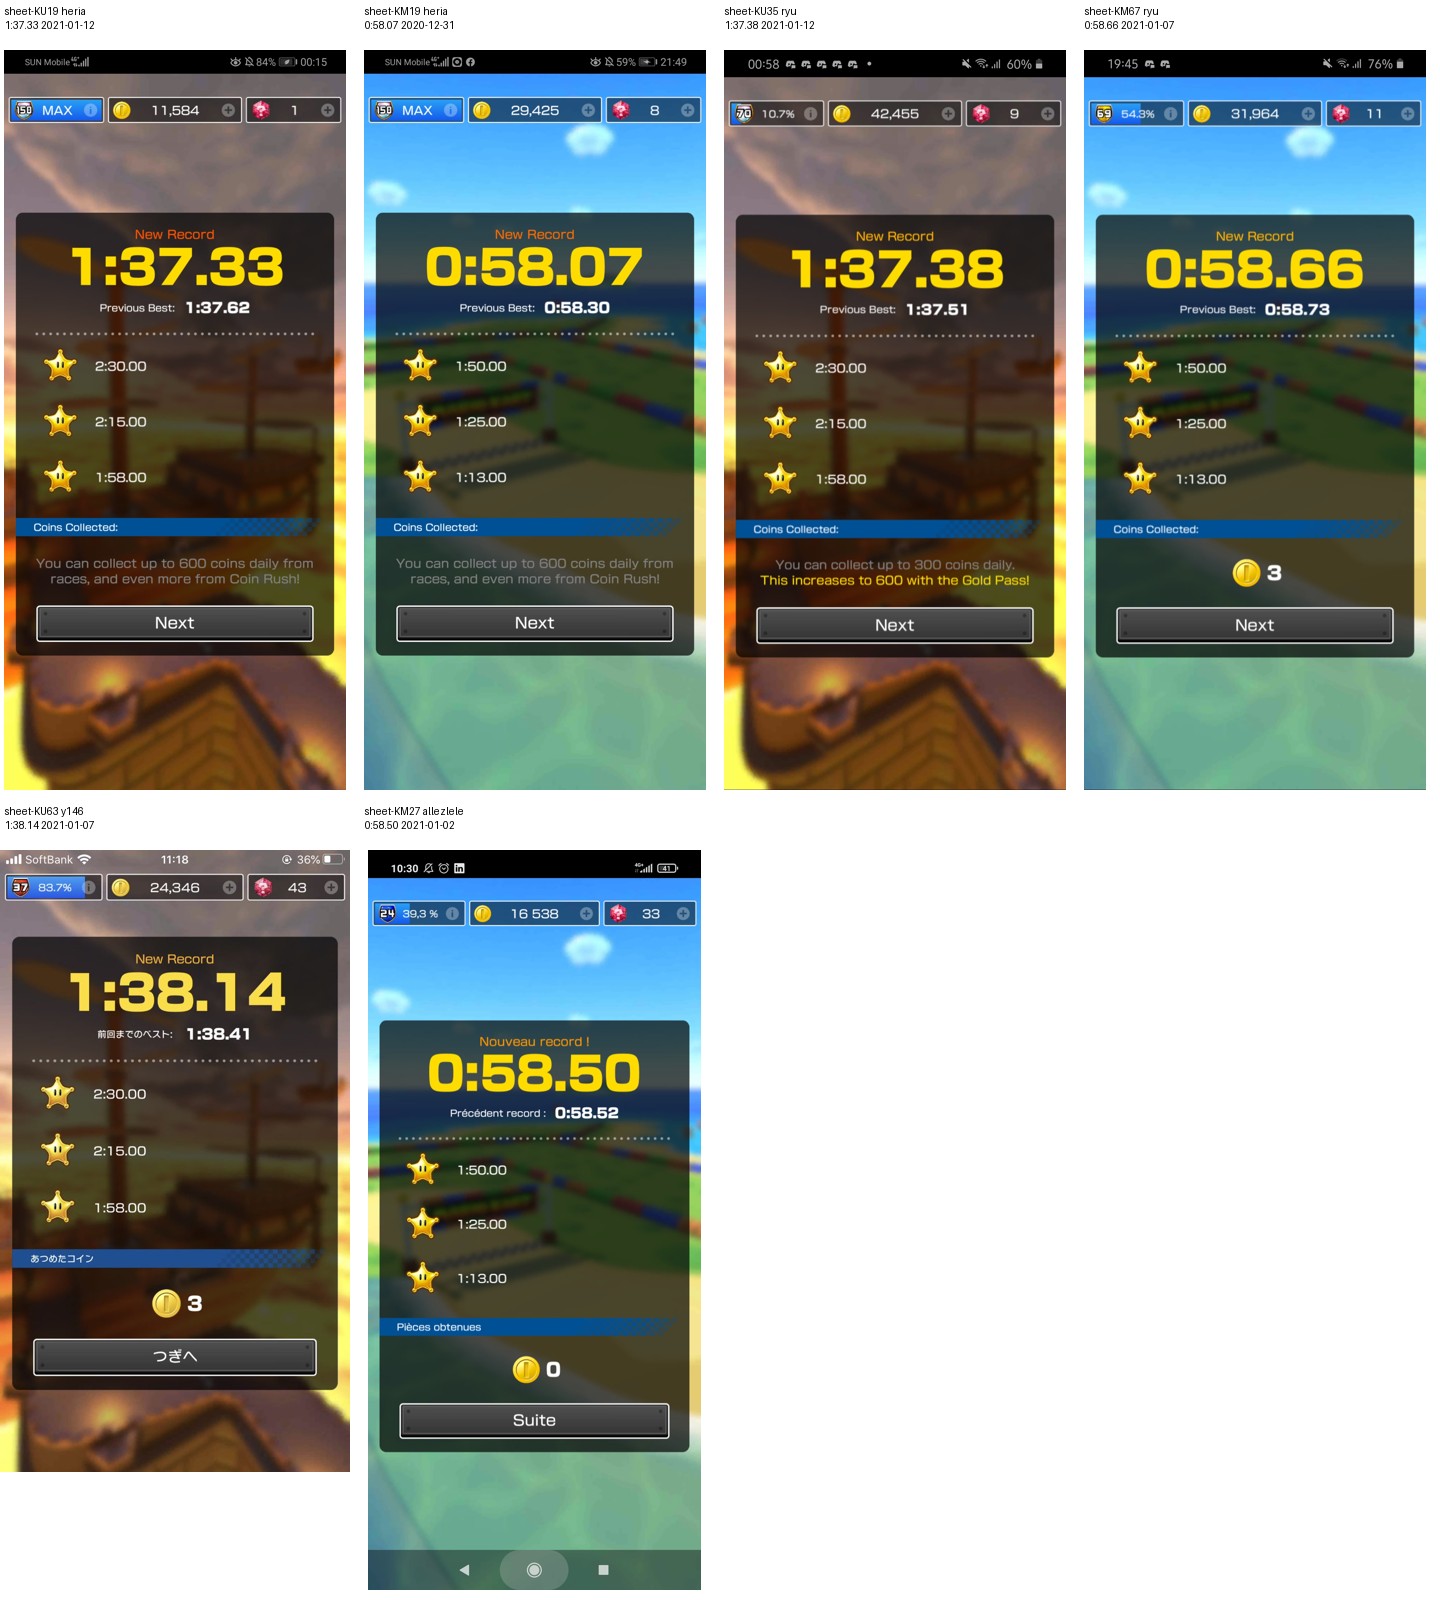 sheet-KU19 heria
1:37.33 2021-01-12
SUN Mobile 4G 84% 00:15
150 MAX i 11,584 1
New Record
1:37.33
Previous Best: 1:37.62
2:30.00
2:15.00
1:58.00
Coins Collected:
You can collect up to 600 coins daily from
races, and even more from Coin Rush!
Next
sheet-KM19 heria
0:58.07 2020-12-31
SUN Mobile 4G 59% 21:49
150 MAX i 29,425 8
New Record
0:58.07
Previous Best: 0:58.30
1:50.00
1:25.00
1:13.00
Coins Collected:
You can collect up to 600 coins daily from
races, and even more from Coin Rush!
Next
sheet-KU35 ryu
1:37.38 2021-01-12
00:58 60%
70 10.7% i 42,455 9
New Record
1:37.38
Previous Best: 1:37.51
2:30.00
2:15.00
1:58.00
Coins Collected:
You can collect up to 300 coins daily.
This increases to 600 with the Gold Pass!
Next
sheet-KM67 ryu
0:58.66 2021-01-07
19:45 76%
69 54.3% i 31,964 11
New Record
0:58.66
Previous Best: 0:58.73
1:50.00
1:25.00
1:13.00
Coins Collected:
3
Next
sheet-KU63 y146
1:38.14 2021-01-07
SoftBank 11:18 36%
37 83.7% i 24,346 43
New Record
1:38.14
前回までのベスト: 1:38.41
2:30.00
2:15.00
1:58.00
あつめたコイン
3
つぎへ
sheet-KM27 allezlele
0:58.50 2021-01-02
10:30 in 4G 41
24 39,3 % i 16 538 33
Nouveau record !
0:58.50
Précédent record : 0:58.52
1:50.00
1:25.00
1:13.00
Pièces obtenues
0
Suite